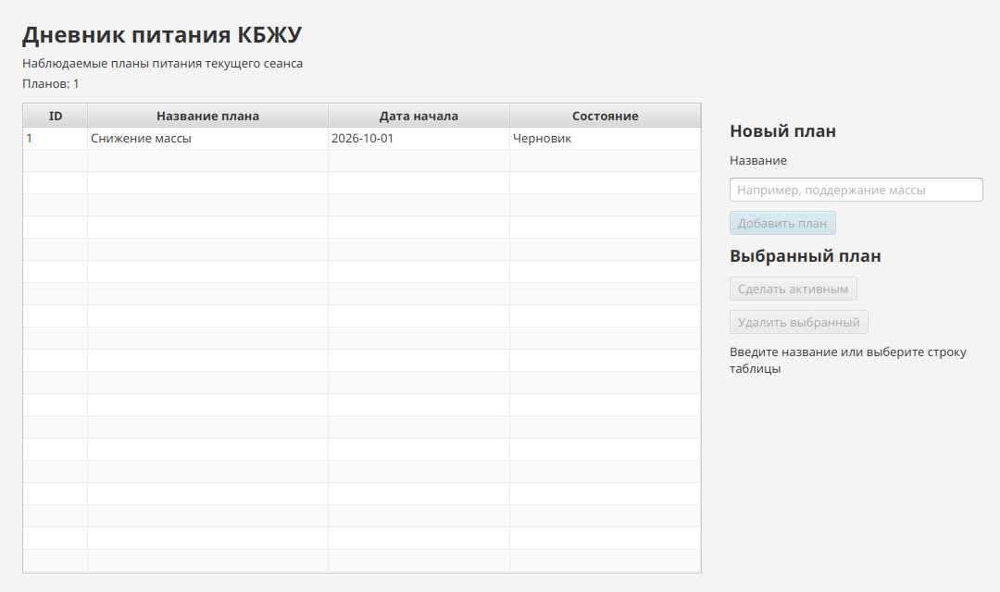 Дневник питания КБЖУ
Наблюдаемые планы питания текущего сеанса
Планов: 1
ID Название плана Дата начала Состояние
1 Снижение массы 2026-10-01 Черновик
Новый план
Название
Например, поддержание массы
Добавить план
Выбранный план
Сделать активным
Удалить выбранный
Введите название или выберите строку
таблицы